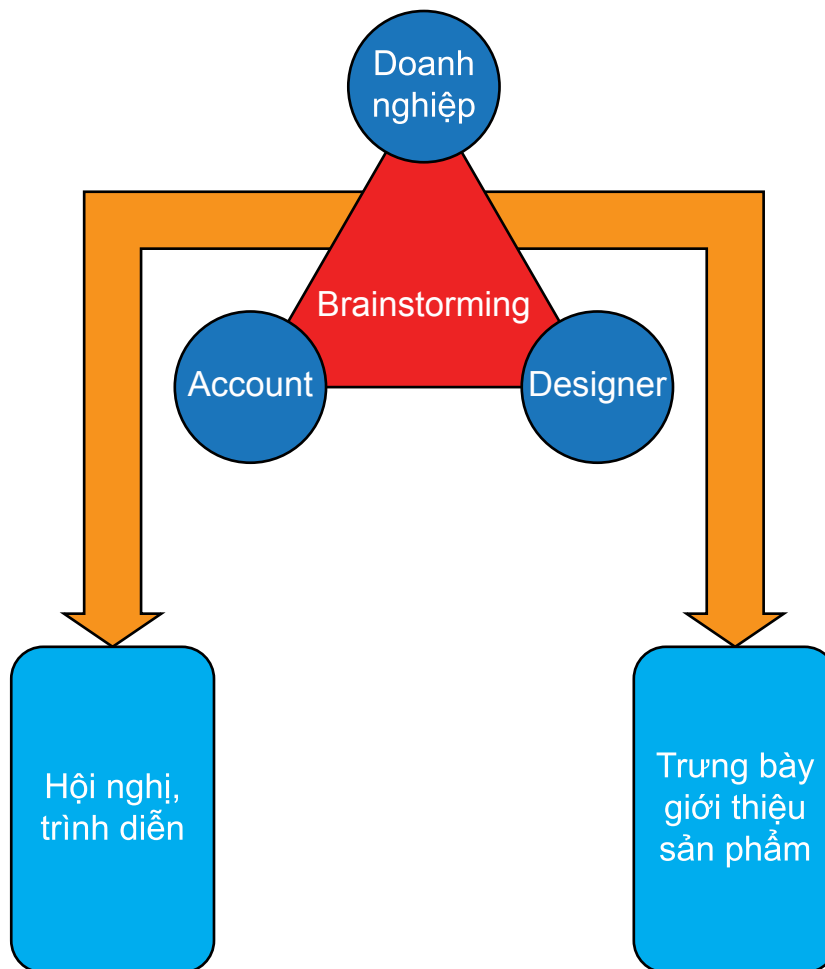 Doanh
nghiệp
Brainstorming
Account
Designer
Hội nghị,
trình diễn
Trưng bày
giới thiệu
sản phẩm